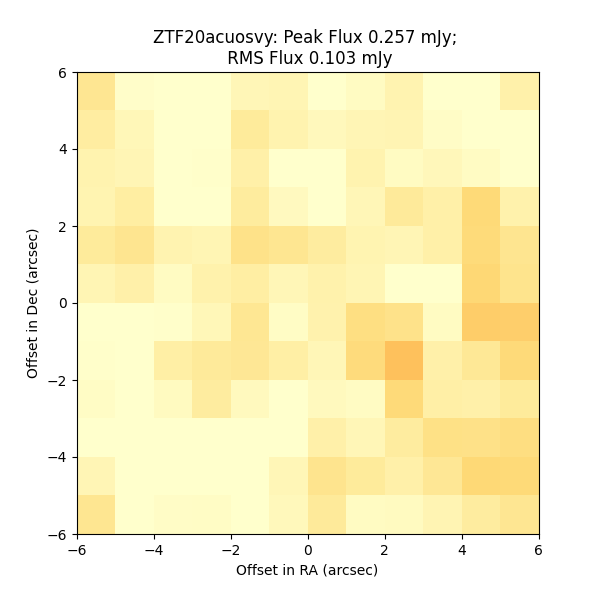 ZTF20acuosvy: Peak Flux 0.257 mJy;
RMS Flux 0.103 mJy
6
4
2
0
−2
−4
−6
Offset in Dec (arcsec)
−6 −4 −2 0 2 4 6
Offset in RA (arcsec)